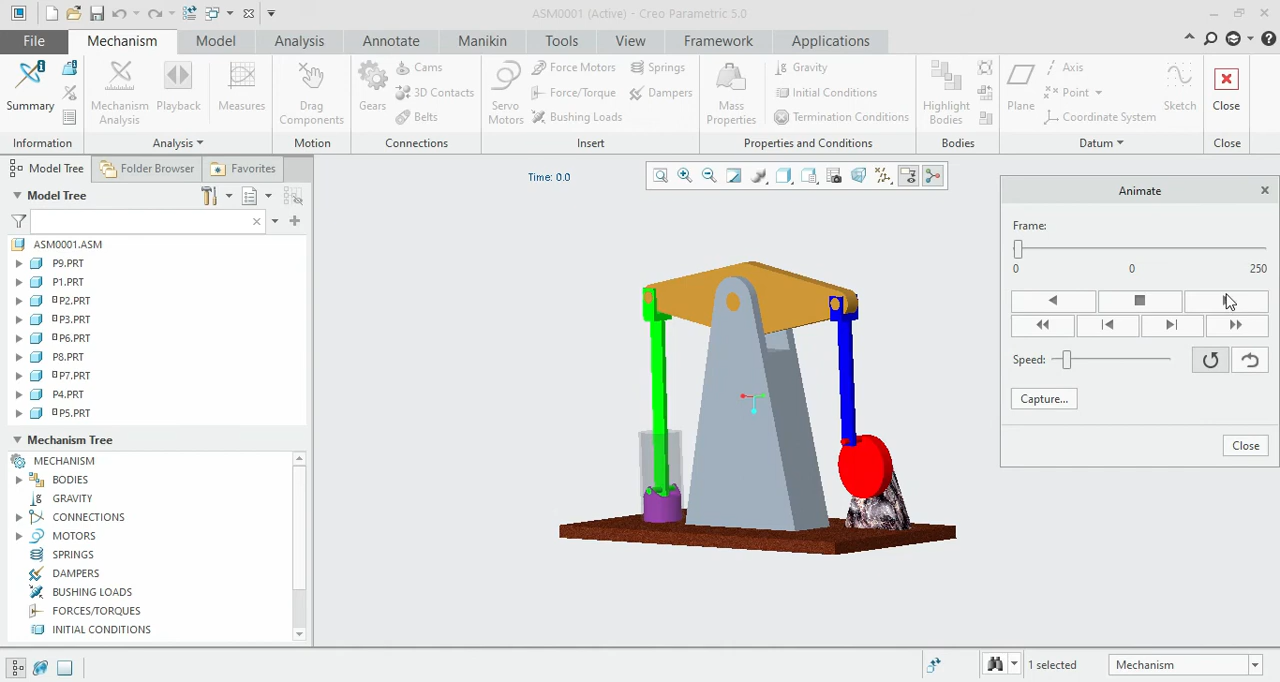 ASM0001 (Active) - Creo Parametric 5.0
File Mechanism Model Analysis Annotate Manikin Tools View Framework Applications
Summary
Mechanism Analysis
Playback
Measures
Drag Components
Gears
Cams
3D Contacts
Belts
Servo Motors
Force Motors
Force/Torque
Bushing Loads
Springs
Dampers
Mass Properties
Gravity
Initial Conditions
Termination Conditions
Highlight Bodies
Plane
Axis
Point
Coordinate System
Sketch
Close
Information Analysis Motion Connections Insert Properties and Conditions Bodies Datum Close
Model Tree Folder Browser Favorites
Model Tree
ASM0001.ASM
P9.PRT
P1.PRT
P2.PRT
P3.PRT
P6.PRT
P8.PRT
P7.PRT
P4.PRT
P5.PRT
Mechanism Tree
MECHANISM
BODIES
GRAVITY
CONNECTIONS
MOTORS
SPRINGS
DAMPERS
BUSHING LOADS
FORCES/TORQUES
INITIAL CONDITIONS
Time: 0.0
Animate
Frame:
0 0 250
Speed:
Capture...
Close
1 selected
Mechanism